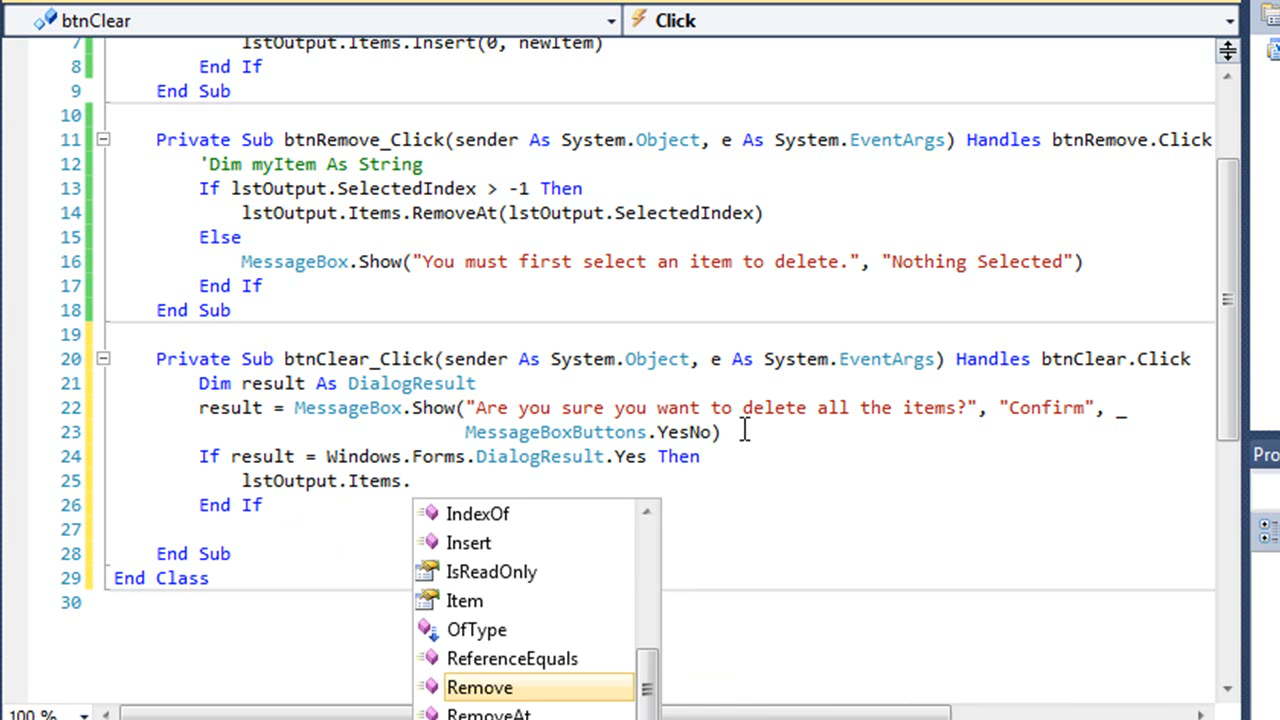 btnClear Click
7 lstOutput.Items.Insert(0, newItem)
8 End If
9 End Sub
10
11 Private Sub btnRemove_Click(sender As System.Object, e As System.EventArgs) Handles btnRemove.Click
12 'Dim myItem As String
13 If lstOutput.SelectedIndex > -1 Then
14 lstOutput.Items.RemoveAt(lstOutput.SelectedIndex)
15 Else
16 MessageBox.Show("You must first select an item to delete.", "Nothing Selected")
17 End If
18 End Sub
19
20 Private Sub btnClear_Click(sender As System.Object, e As System.EventArgs) Handles btnClear.Click
21 Dim result As DialogResult
22 result = MessageBox.Show("Are you sure you want to delete all the items?", "Confirm", _
23 MessageBoxButtons.YesNo)
24 If result = Windows.Forms.DialogResult.Yes Then
25 lstOutput.Items.
26 End If
27
28 End Sub
29 End Class
30
IndexOf
Insert
IsReadOnly
Item
OfType
ReferenceEquals
Remove
RemoveAt
100 %
Pro